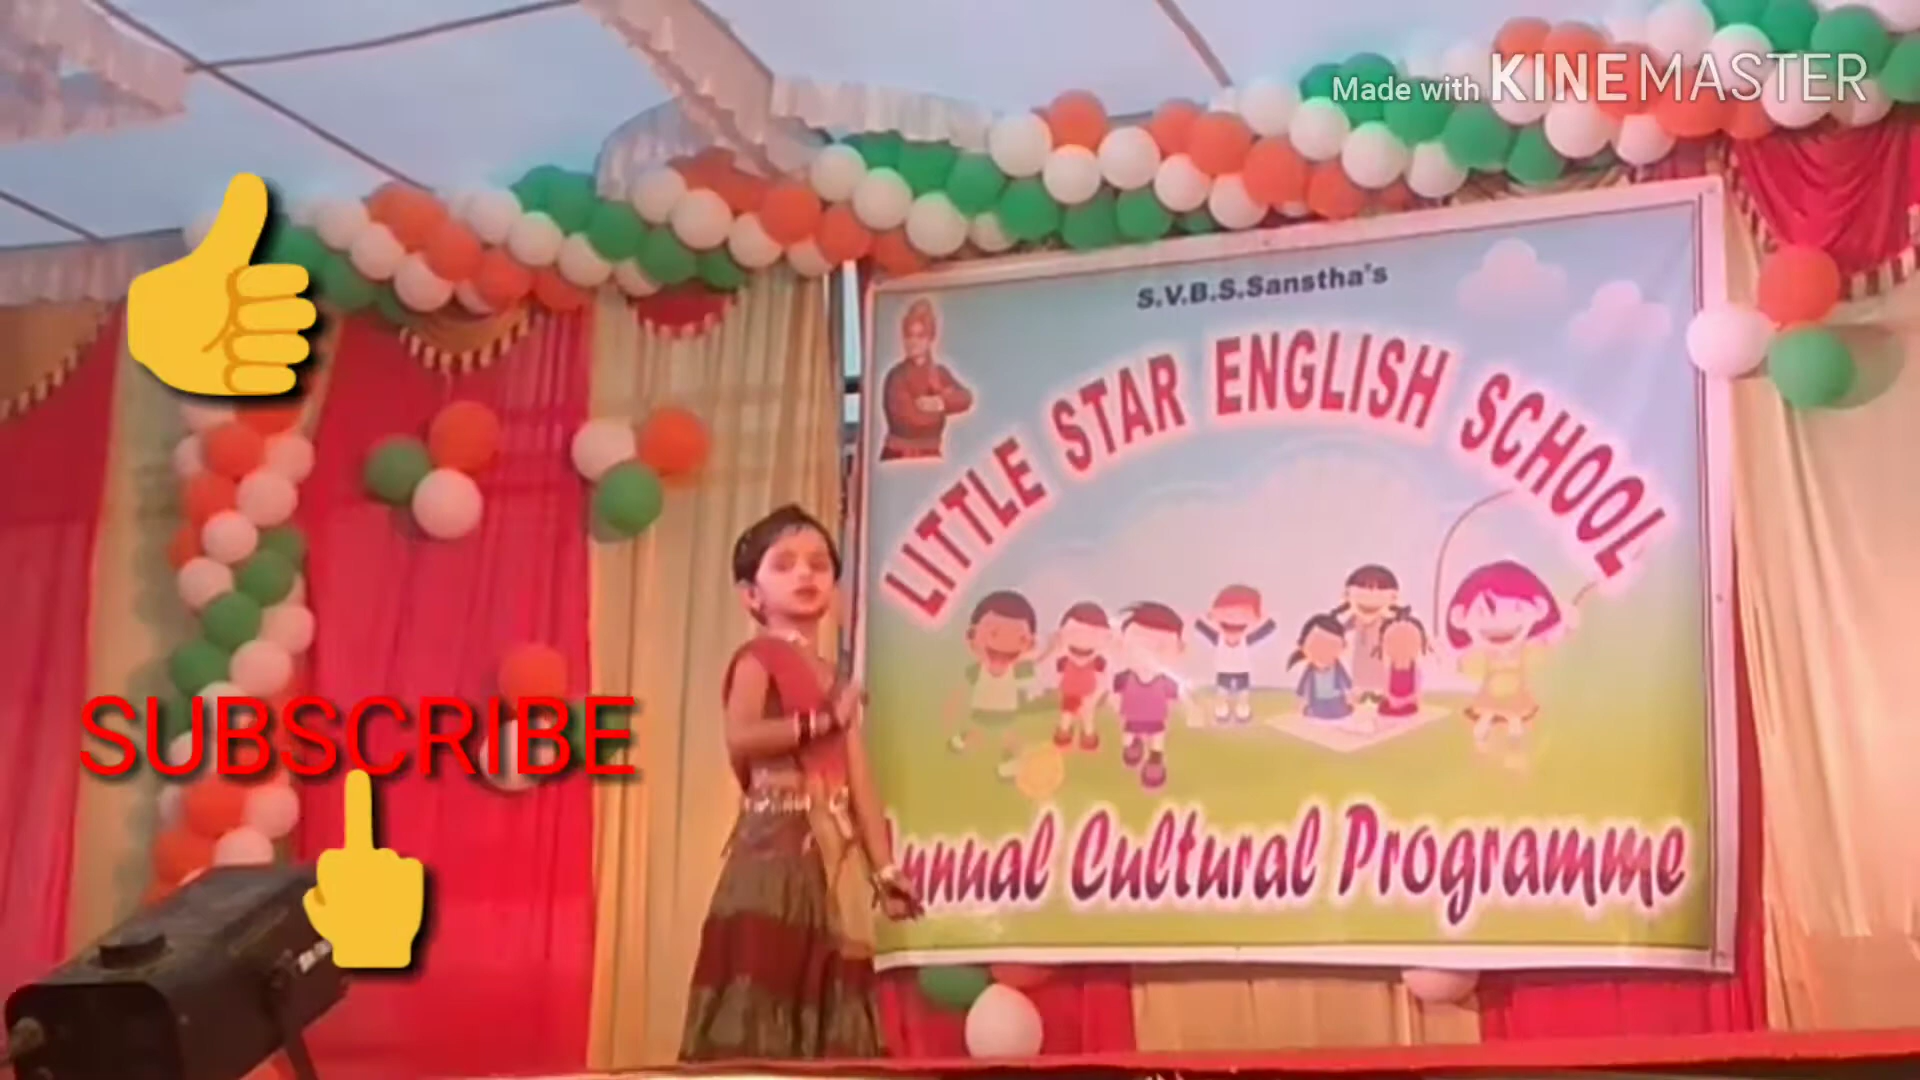 Made with KINEMASTER
S.V.B.S.Sanstha's
LITTLE STAR ENGLISH SCHOOL
SUBSCRIBE
Annual Cultural Programme